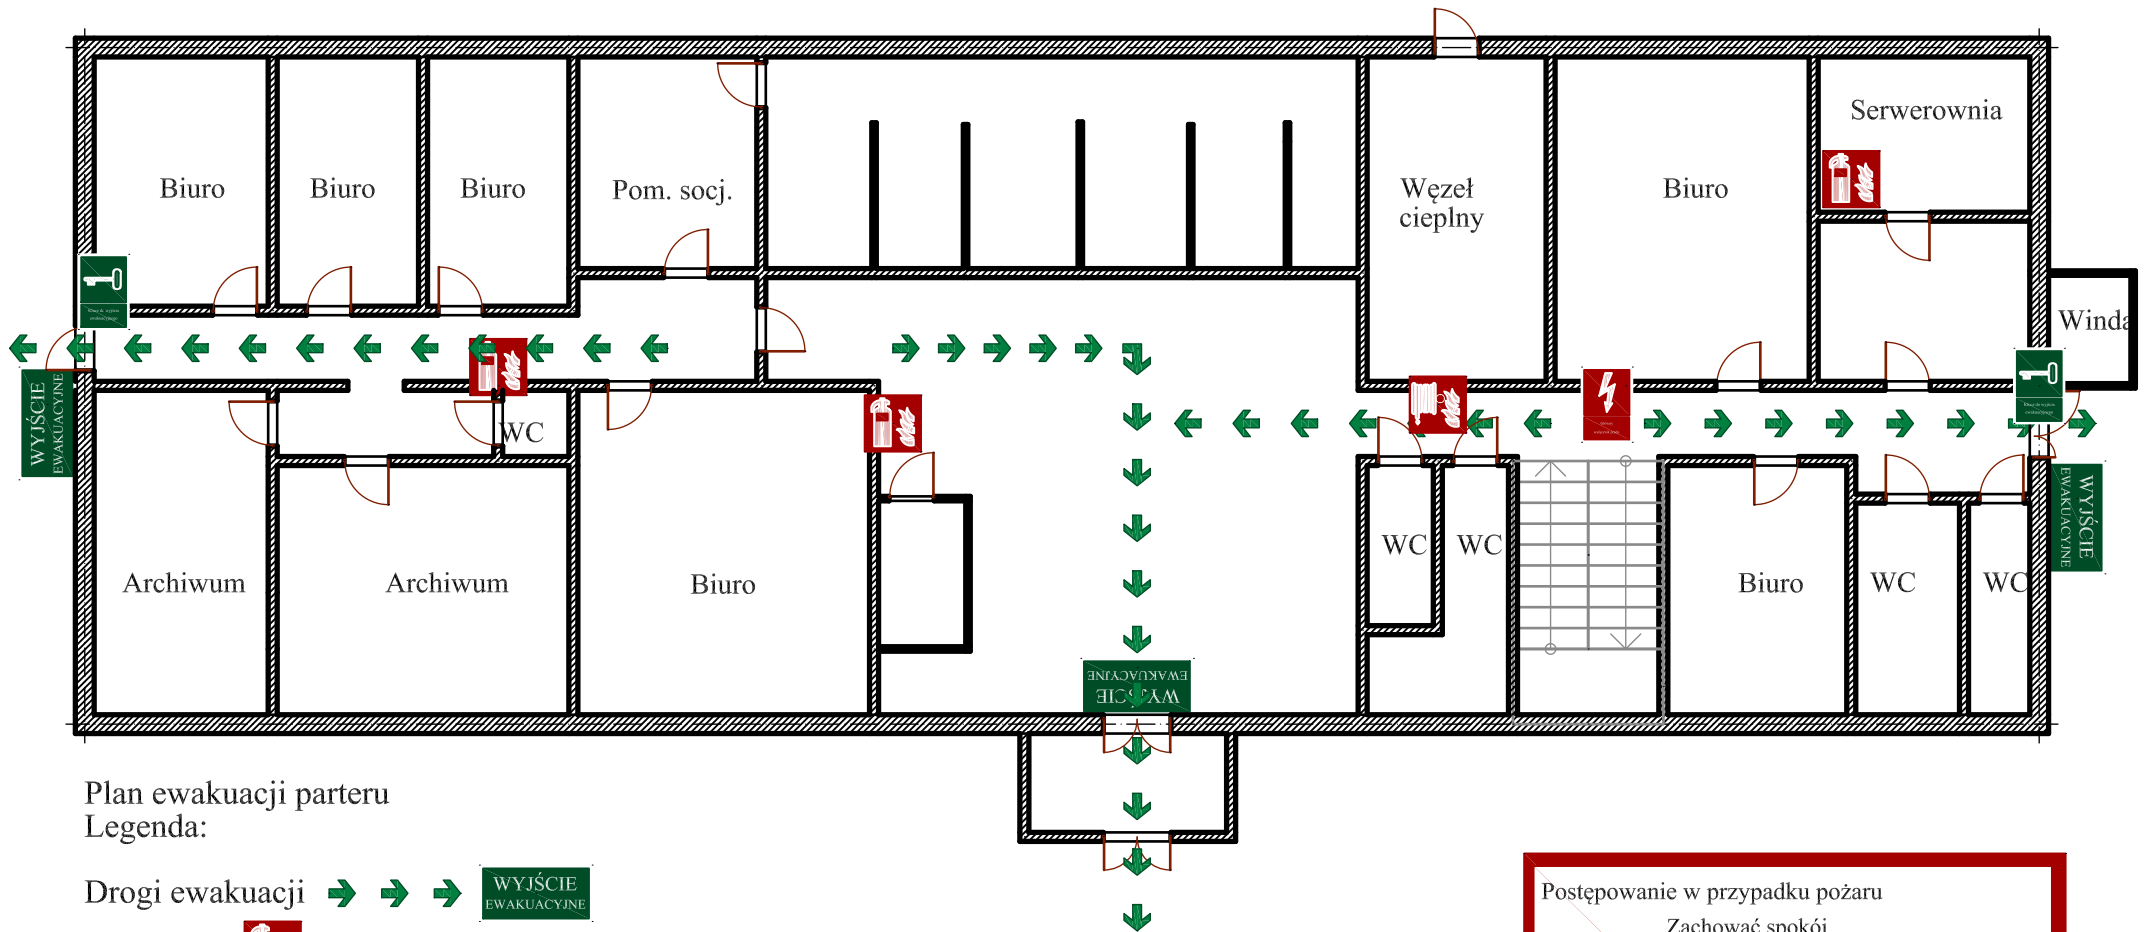 Serwerownia
Biuro
Biuro
Biuro
Pom. socj.
Węzeł
cieplny
Biuro
Winda
WYJŚCIE
EWAKUACYJNE
WC
WYJŚCIE
EWAKUACYJNE
WC
WC
Archiwum
Archiwum
Biuro
Biuro
WC
WC
WYJŚCIE
EWAKUACYJNE
Plan ewakuacji parteru
Legenda:
Drogi ewakuacji
WYJŚCIE
EWAKUACYJNE
Postępowanie w przypadku pożaru
Zachować spokój